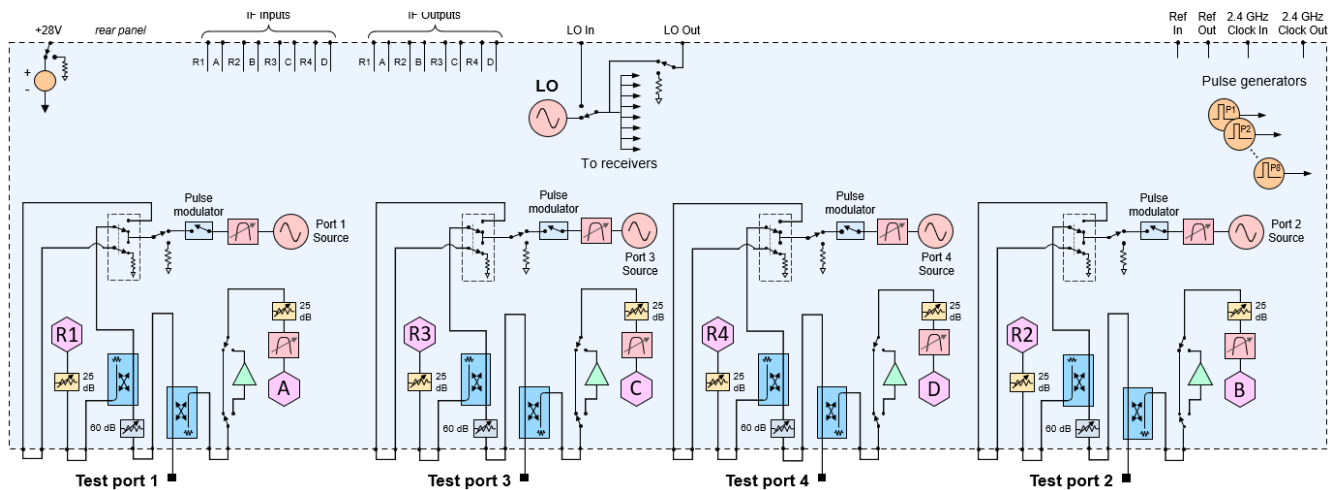 IF Inputs
IF Outputs
+28V
rear panel
LO In
LO Out
Ref In
Ref Out
2.4 GHz Clock In
2.4 GHz Clock Out
R1 A R2 B R3 C R4 D
R1 A R2 B R3 C R4 D
+
-
LO
To receivers
Pulse generators
P1
P2
P8
Pulse
modulator
Port 1
Source
Pulse
modulator
Port 3
Source
Pulse
modulator
Port 4
Source
Pulse
modulator
Port 2
Source
R1
25
dB
25
dB
A
60 dB
R3
25
dB
25
dB
C
60 dB
R4
25
dB
25
dB
D
60 dB
R2
25
dB
25
dB
B
60 dB
Test port 1
Test port 3
Test port 4
Test port 2